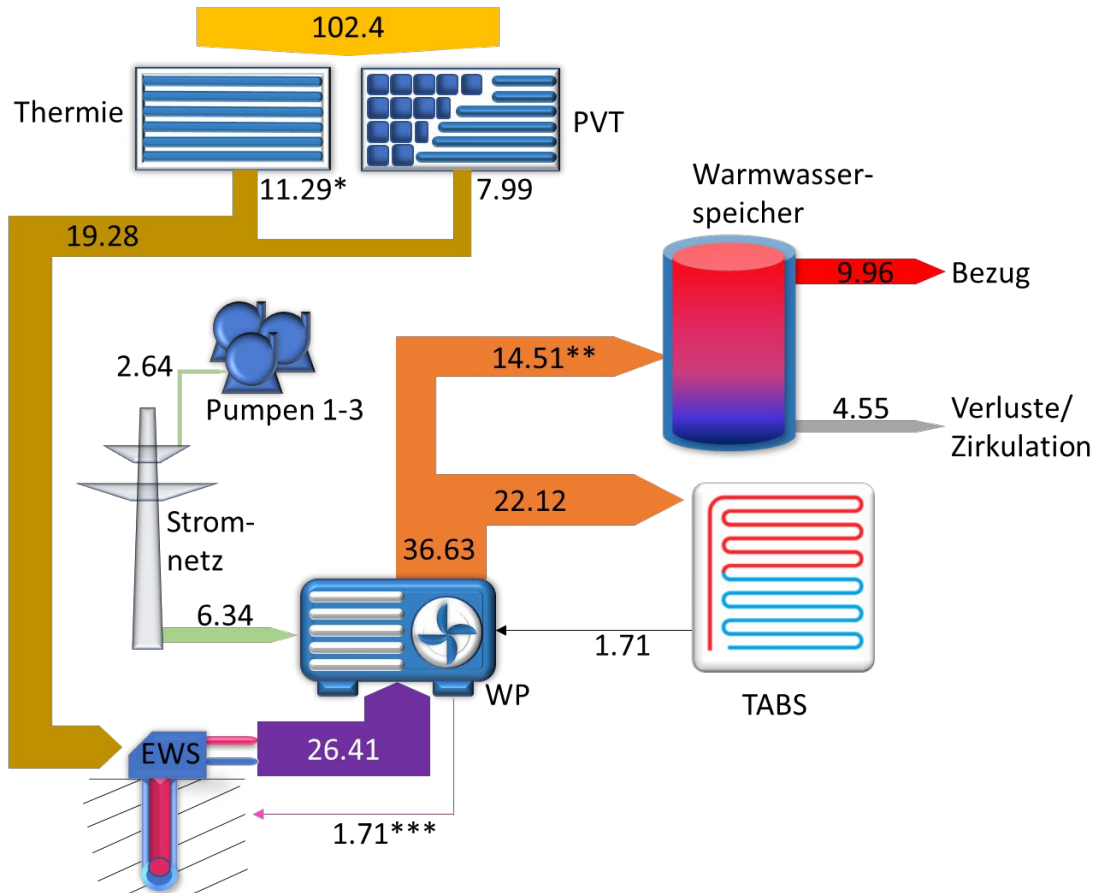 102.4
Thermie
PVT
11.29*
7.99
19.28
Warmwasser-
speicher
9.96
Bezug
2.64
14.51**
Pumpen 1-3
4.55
Verluste/
Zirkulation
22.12
Strom-
netz
36.63
6.34
1.71
WP
TABS
EWS
26.41
1.71***